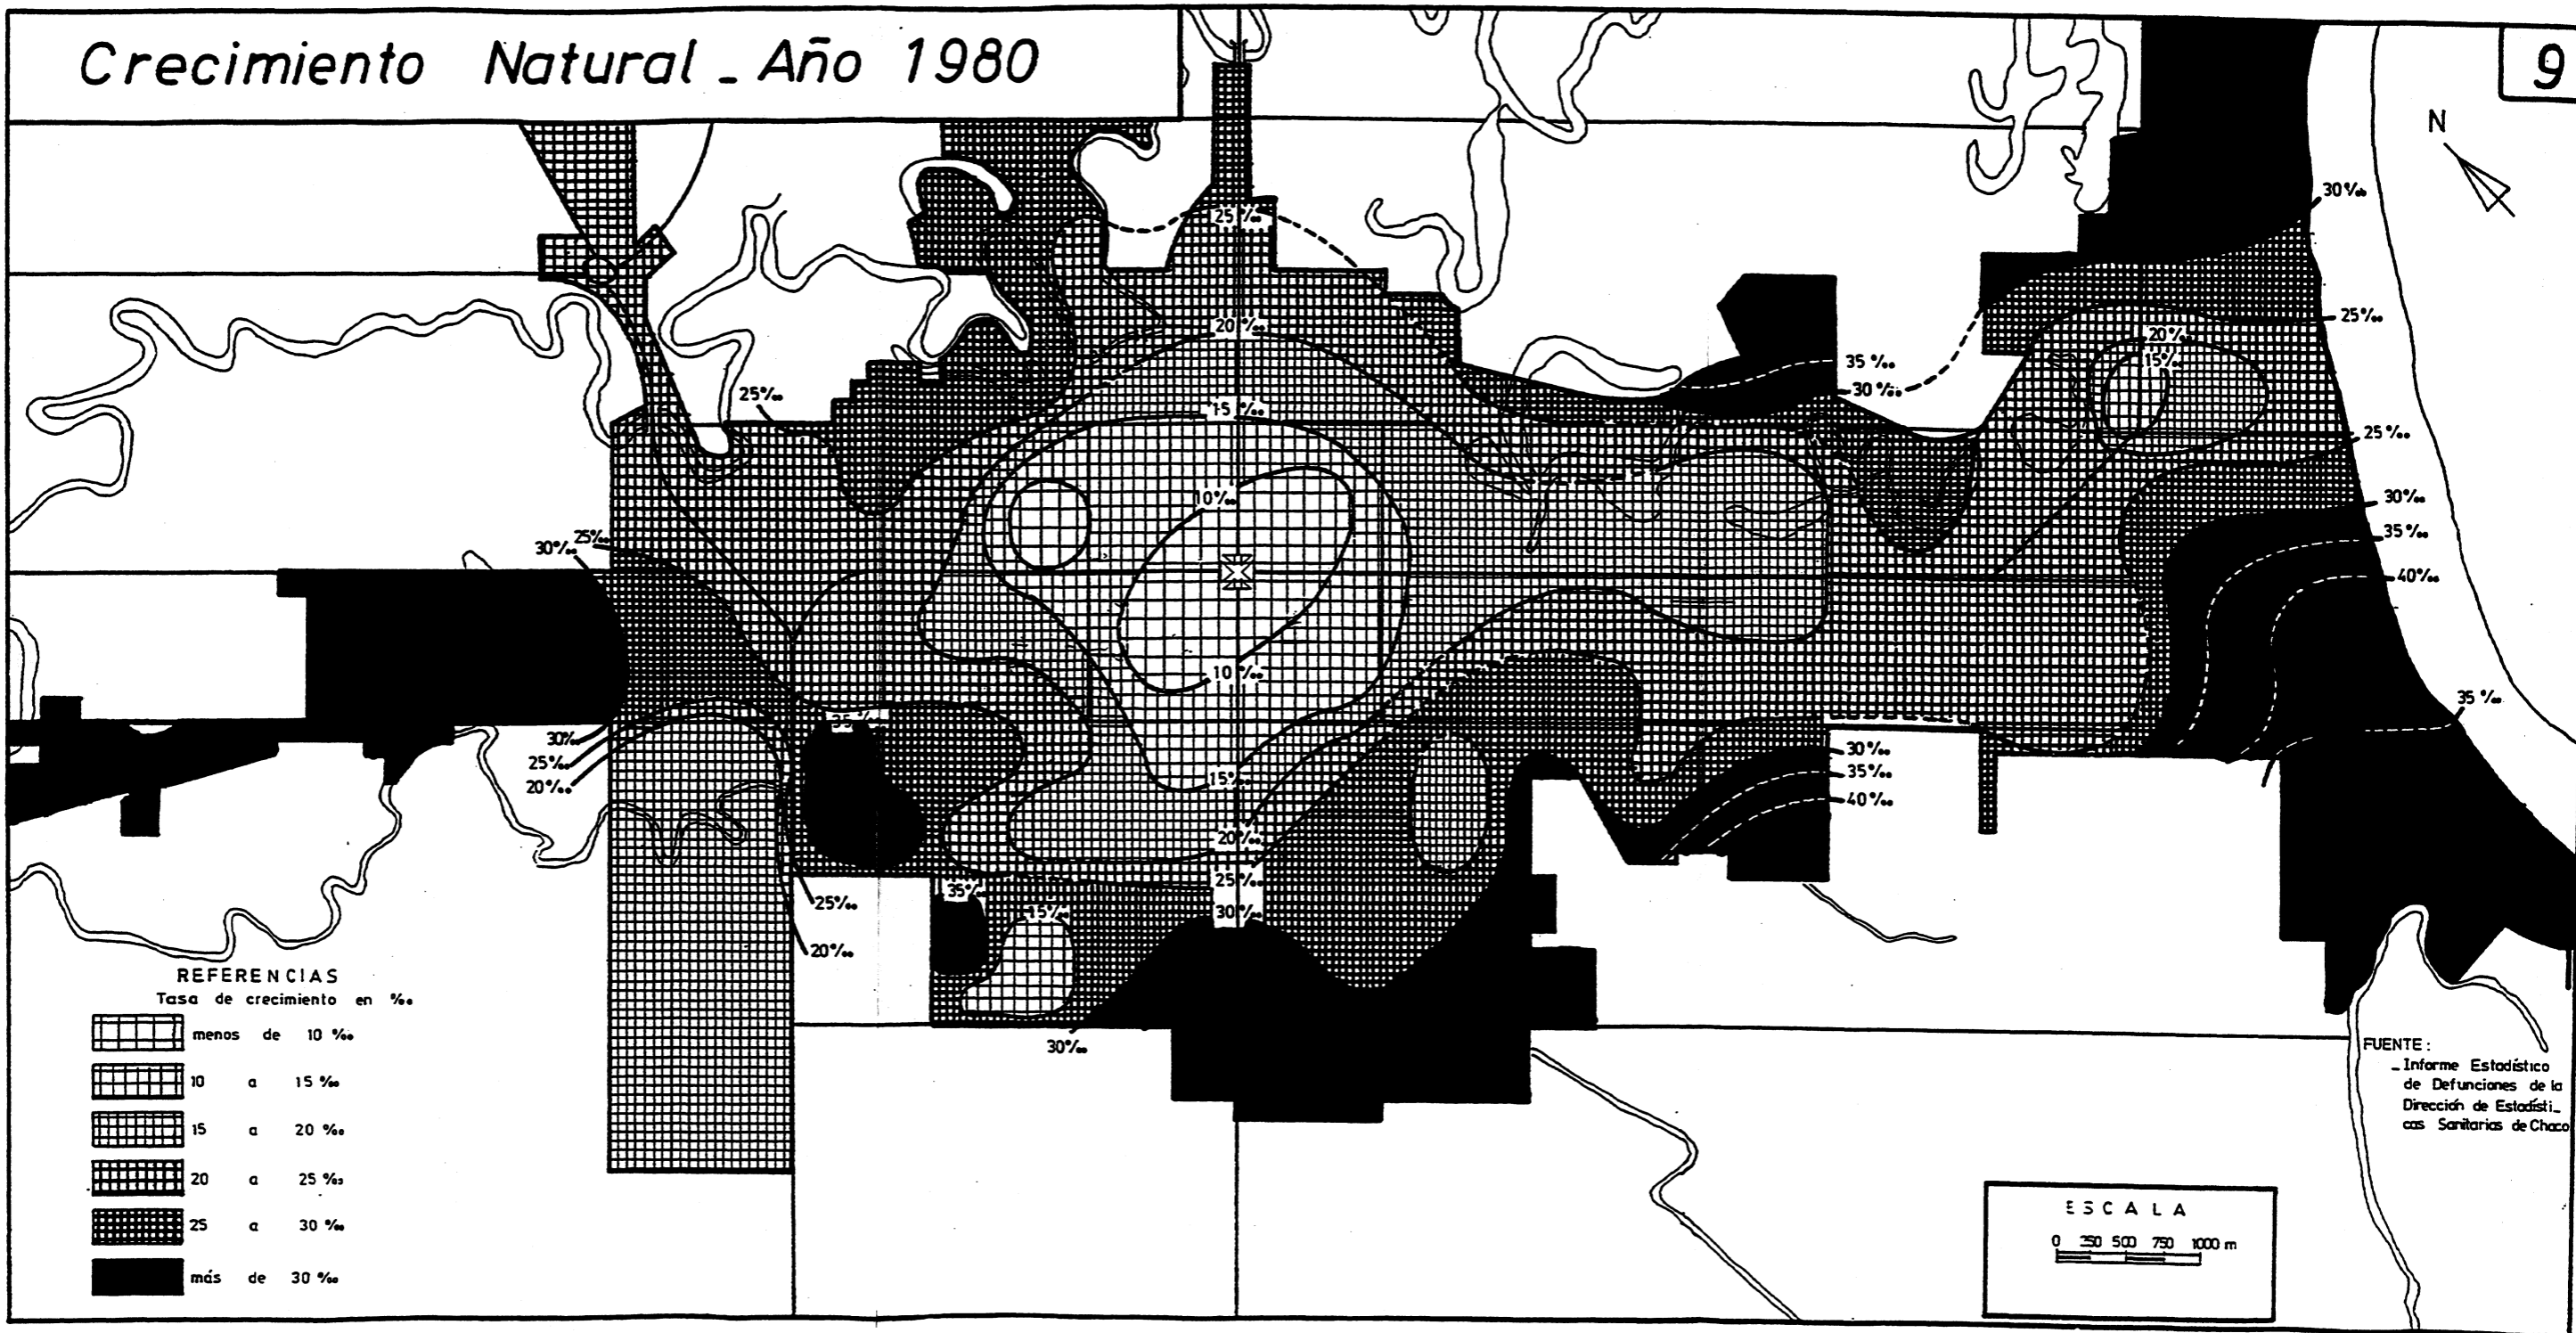 Crecimiento Natural _ Año 1980
9
N
30‰
25‰
25‰
20‰
15‰
20‰
25‰
15‰
35‰
30‰
25‰
10‰
25‰
30‰
30‰
25‰
35‰
40‰
10‰
35‰
35‰
30‰
25‰
20‰
30‰
35‰
40‰
15‰
20‰
25‰
30‰
35‰
15‰
25‰
20‰
30‰
REFERENCIAS
Tasa de crecimiento en ‰
menos de 10 ‰
10 a 15 ‰
15 a 20 ‰
20 a 25 ‰
25 a 30 ‰
más de 30 ‰
FUENTE :
_ Informe Estadístico
de Defunciones de la
Dirección de Estadísti_
cas Sanitarias de Chaco
ESCALA
0 250 500 750 1000 m